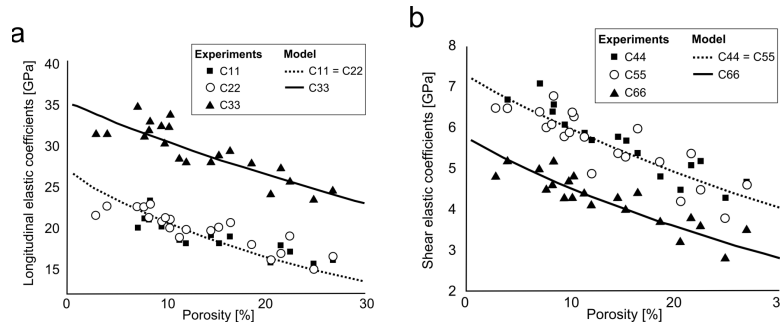 a
Longitudinal elastic coefficients [GPa]
40
35
30
25
20
15
0
10
20
30
Porosity [%]
Experiments
Model
C11
C11 = C22
C22
C33
C33
b
Shear elastic coefficients [GPa]
8
7
6
5
4
3
2
0
10
20
3
Porosity [%]
Experiments
Model
C44
C44 = C55
C55
C66
C66